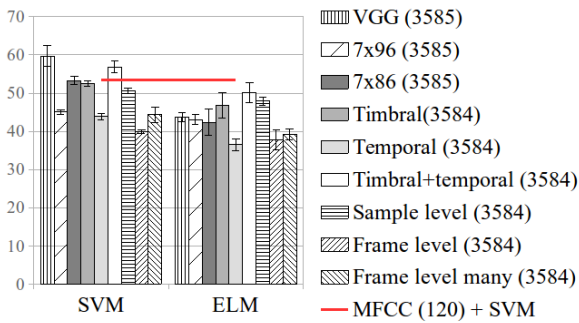 70
60
50
40
30
20
10
0
SVM
ELM
VGG (3585)
7x96 (3585)
7x86 (3585)
Timbral(3584)
Temporal (3584)
Timbral+temporal (3584)
Sample level (3584)
Frame level (3584)
Frame level many (3584)
MFCC (120) + SVM